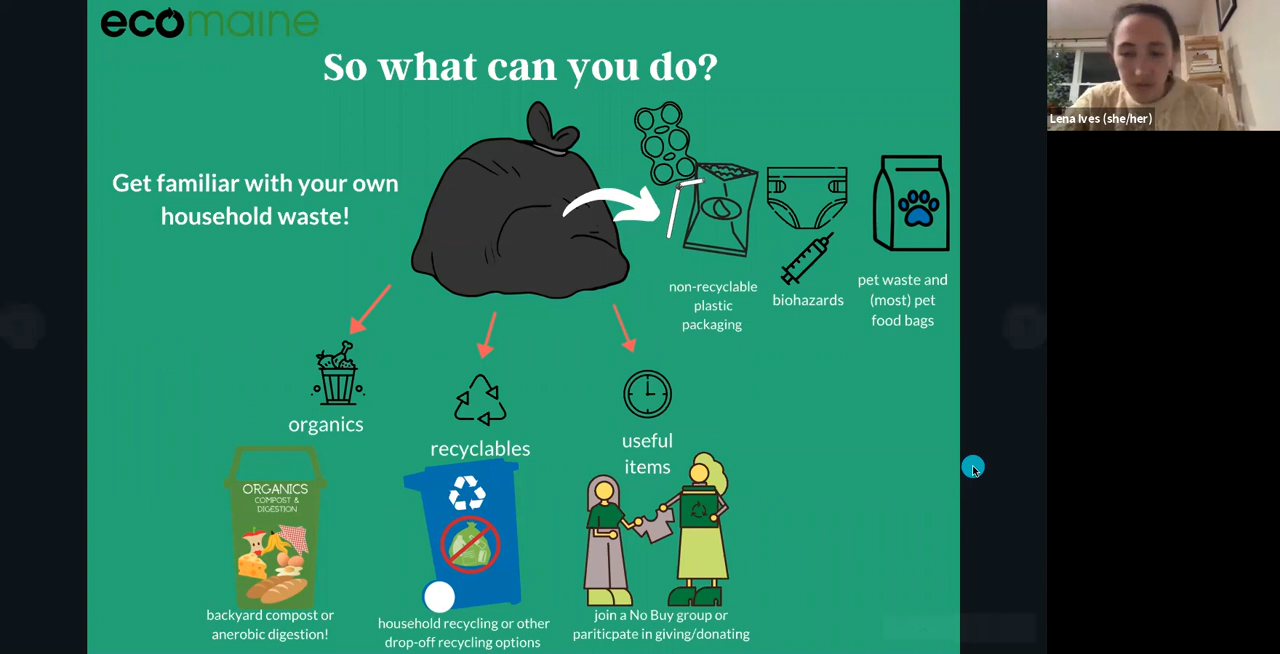 ecomaine
So what can you do?
Lena Ives (she/her)
Get familiar with your own
household waste!
non-recyclable
plastic
packaging
biohazards
pet waste and
(most) pet
food bags
organics
recyclables
useful
items
ORGANICS
COMPOST &
DIGESTION
backyard compost or
anerobic digestion!
household recycling or other
drop-off recycling options
join a No Buy group or
pariticpate in giving/donating